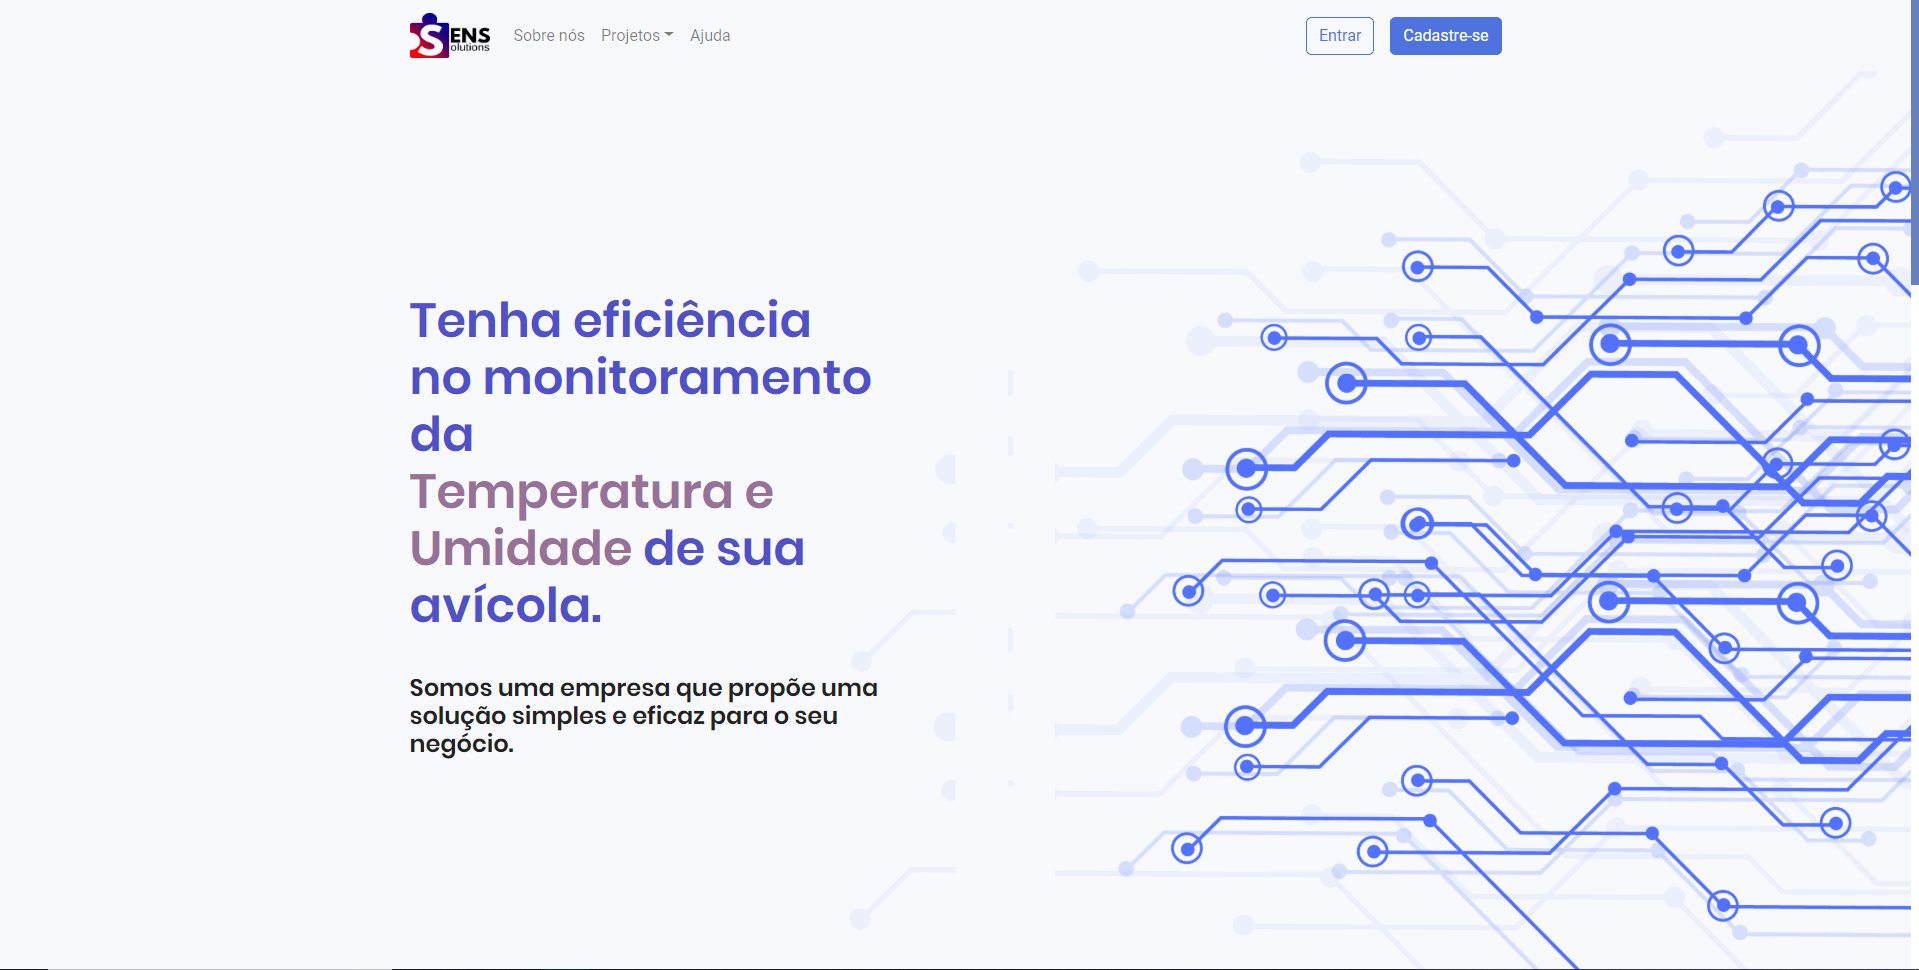 SENS
olutions
Sobre nós
Projetos
Ajuda
Entrar
Cadastre-se
Tenha eficiência
no monitoramento
da
Temperatura e
Umidade de sua
avícola.
Somos uma empresa que propõe uma
solução simples e eficaz para o seu
negócio.